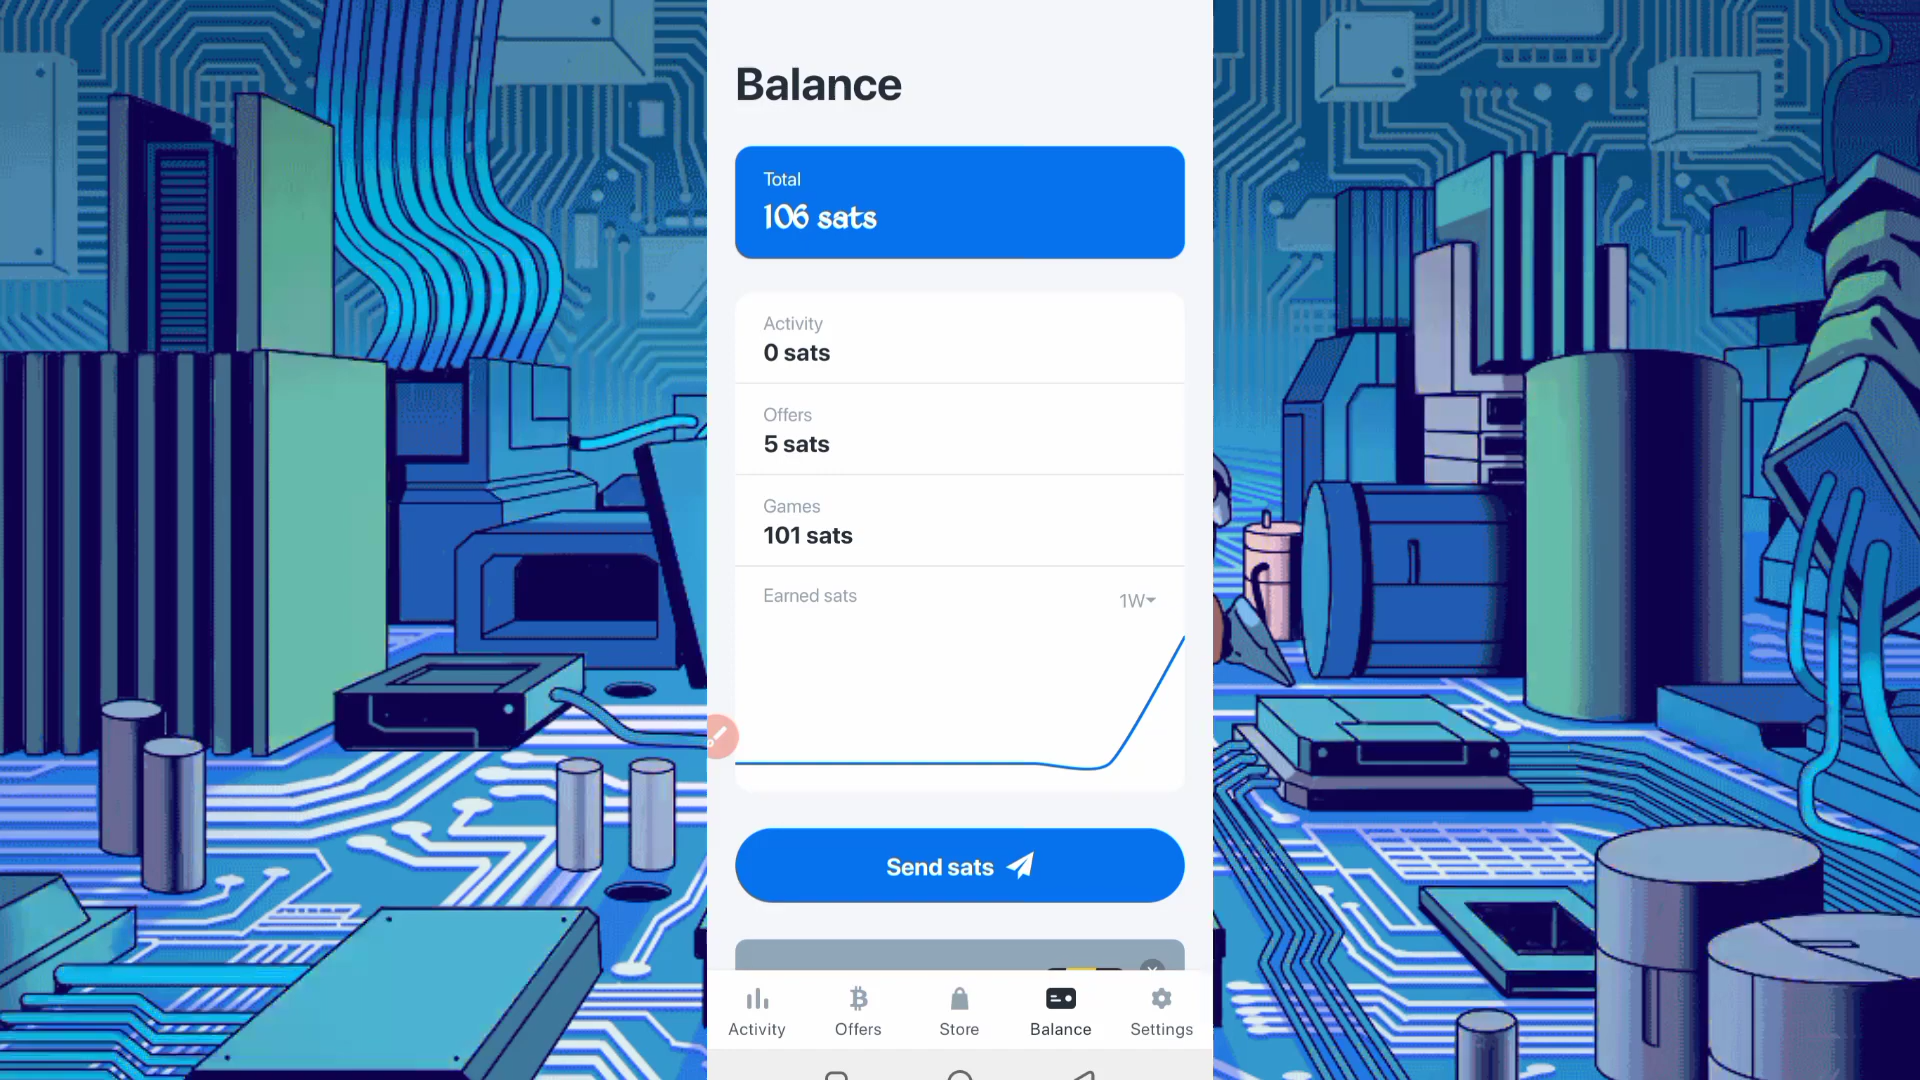 Balance
Total
106 sats
Activity
0 sats
Offers
5 sats
Games
101 sats
Earned sats
1W
Send sats
Activity
Offers
Store
Balance
Settings